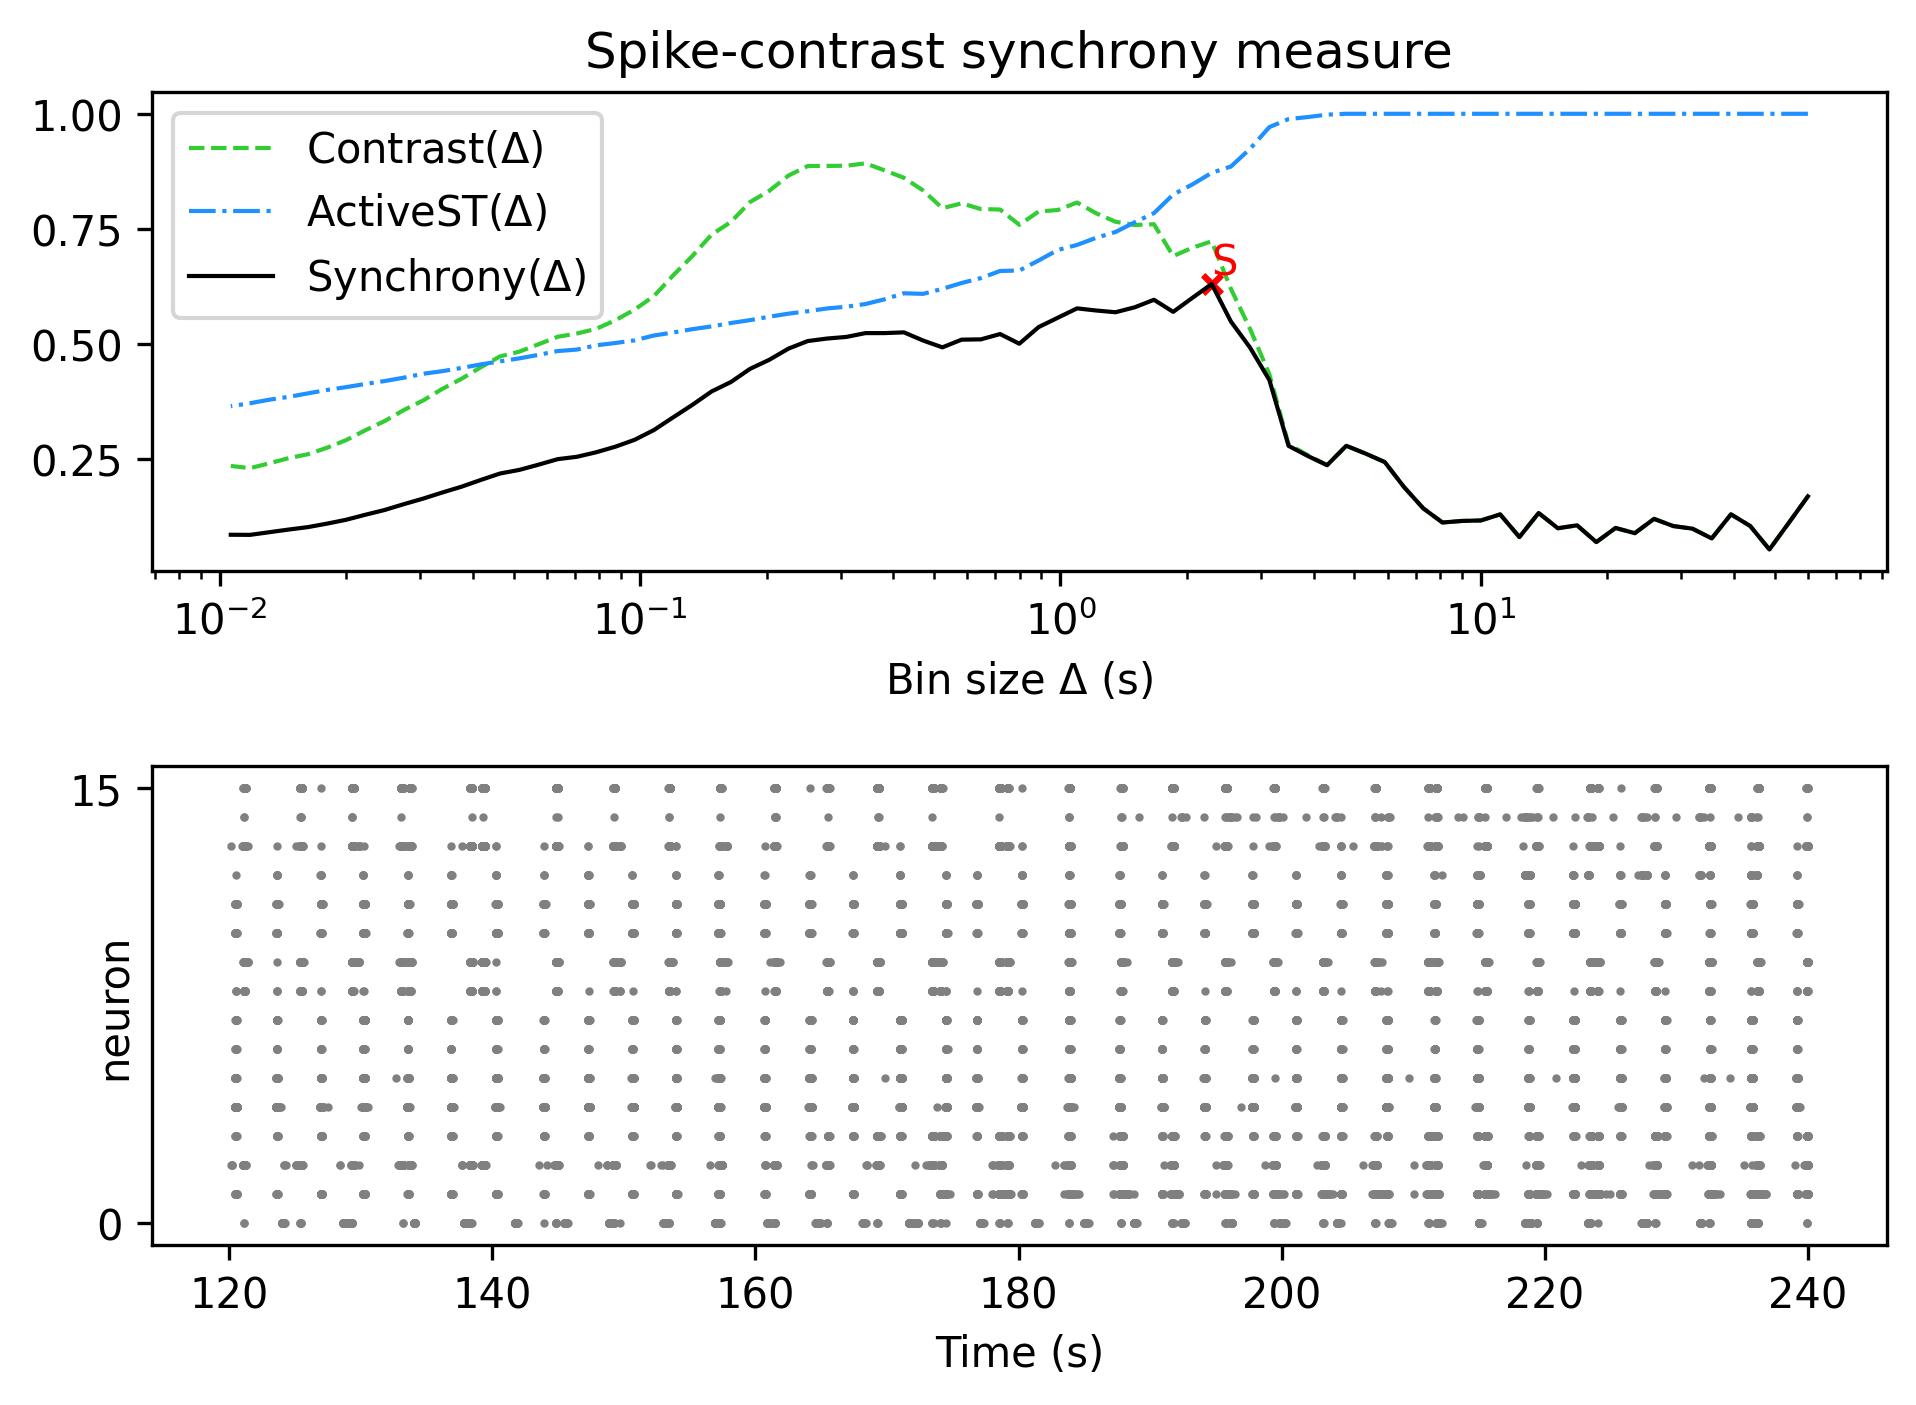 Spike-contrast synchrony measure
1.00
0.75
0.50
0.25
Contrast(Δ)
ActiveST(Δ)
Synchrony(Δ)
S
10⁻² 10⁻¹ 10⁰ 10¹
Bin size Δ (s)
15
0
neuron
120 140 160 180 200 220 240
Time (s)